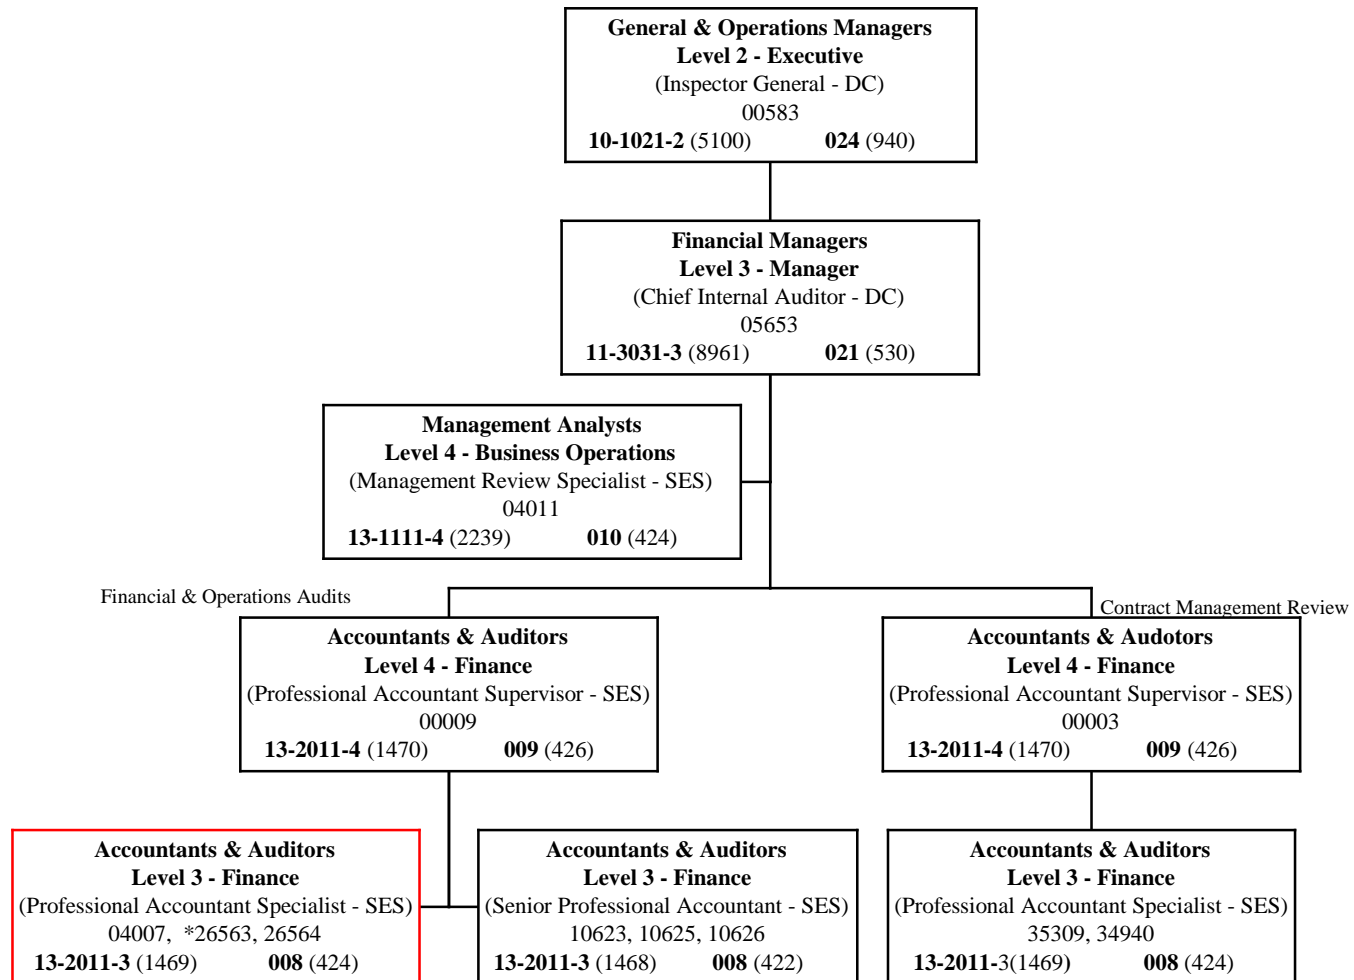 General & Operations Managers
Level 2 - Executive
(Inspector General - DC)
00583
10-1021-2 (5100) 024 (940)
Financial Managers
Level 3 - Manager
(Chief Internal Auditor - DC)
05653
11-3031-3 (8961) 021 (530)
Management Analysts
Level 4 - Business Operations
(Management Review Specialist - SES)
04011
13-1111-4 (2239) 010 (424)
Financial & Operations Audits
Accountants & Auditors
Level 4 - Finance
(Professional Accountant Supervisor - SES)
00009
13-2011-4 (1470) 009 (426)
Contract Management Review
Accountants & Audotors
Level 4 - Finance
(Professional Accountant Supervisor - SES)
00003
13-2011-4 (1470) 009 (426)
Accountants & Auditors
Level 3 - Finance
(Professional Accountant Specialist - SES)
04007, *26563, 26564
13-2011-3 (1469) 008 (424)
Accountants & Auditors
Level 3 - Finance
(Senior Professional Accountant - SES)
10623, 10625, 10626
13-2011-3 (1468) 008 (422)
Accountants & Auditors
Level 3 - Finance
(Professional Accountant Specialist - SES)
35309, 34940
13-2011-3(1469) 008 (424)